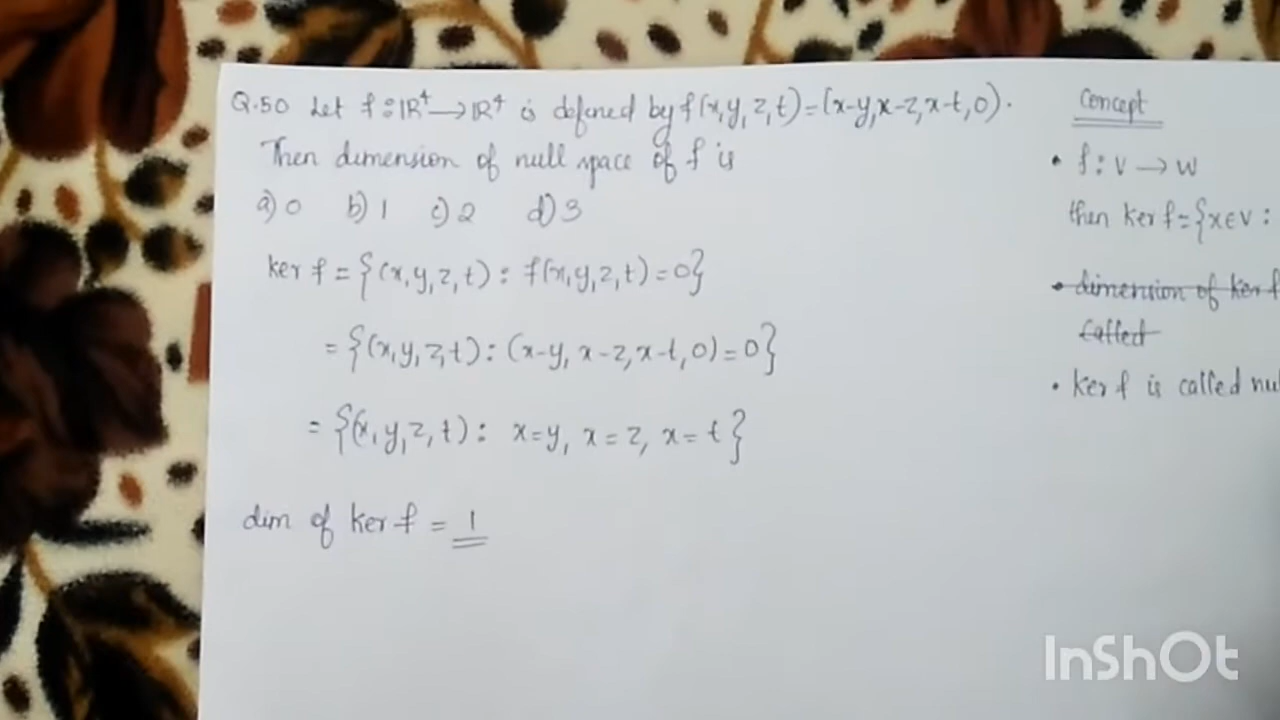 Q.50 Let f: ℝ⁴ → ℝ⁴ is defined by f(x,y,z,t)=(x-y,x-z,x-t,0).
Then dimension of null space of f is
a) 0 b) 1 c) 2 d) 3
ker f = {(x,y,z,t): f(x,y,z,t)=0}
= {(x,y,z,t): (x-y, x-z, x-t, 0)=0}
= {(x,y,z,t): x=y, x=z, x=t}
dim of ker f = 1
Concept
• f: V → W
then ker f = {x∈V :
• dimension of ker f
called
• ker f is called nul
InShOt